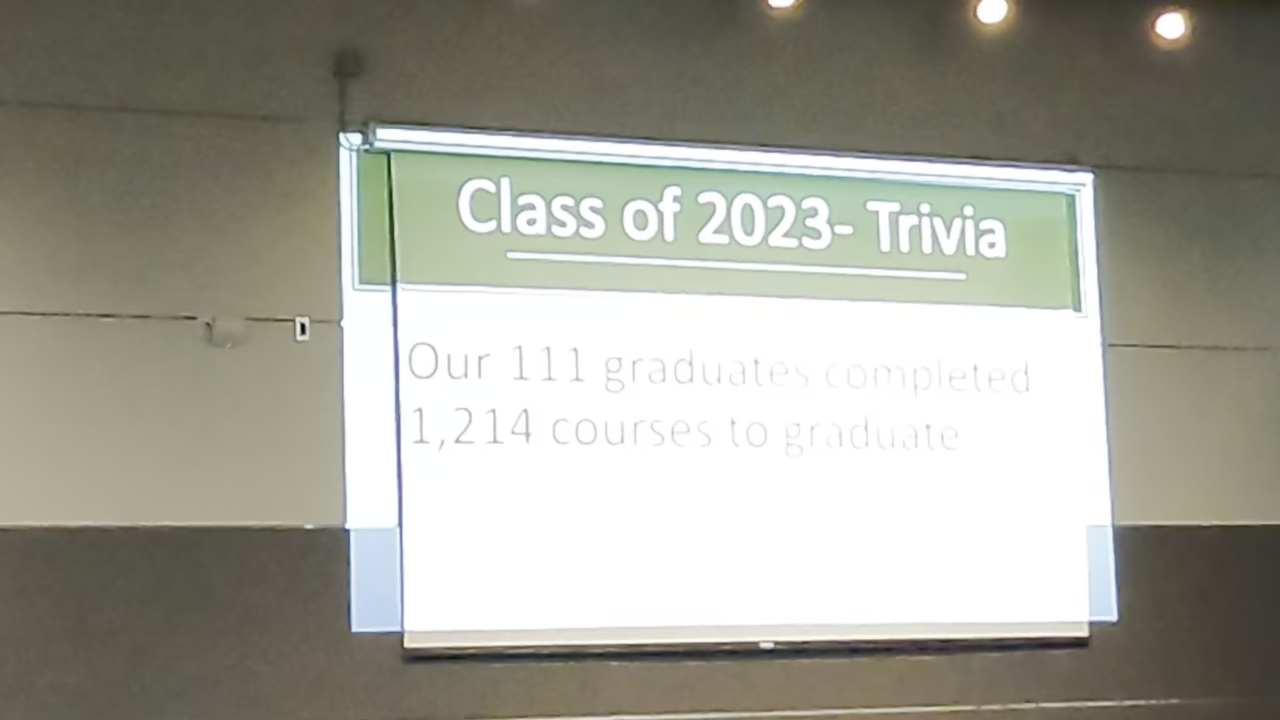 Class of 2023- Trivia
Our 111 graduates completed
1,214 courses to graduate